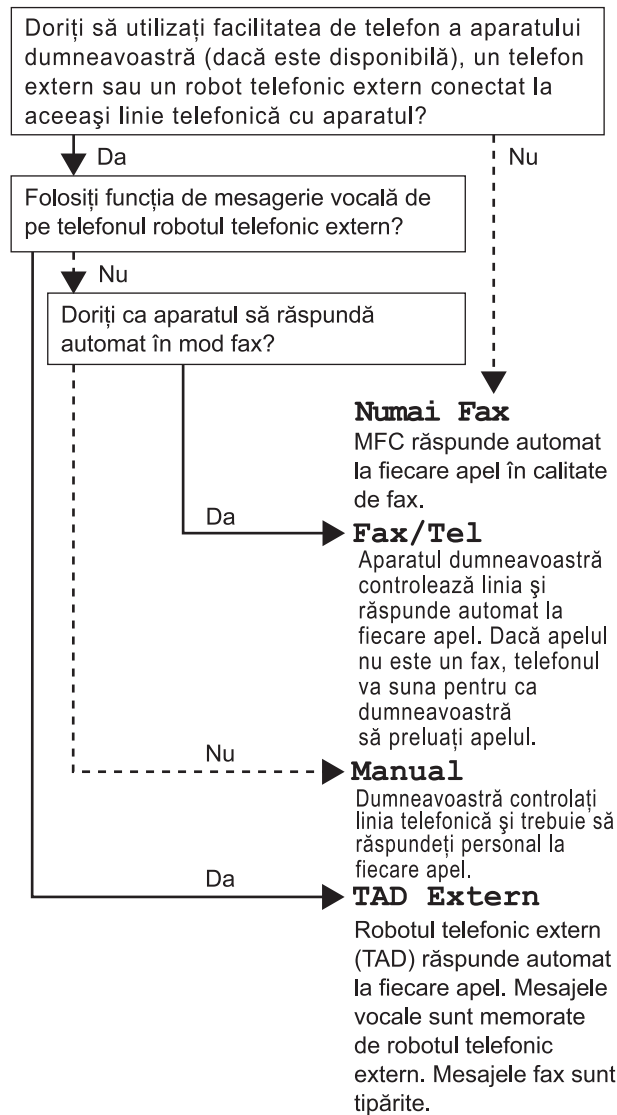 Doriți să utilizați facilitatea de telefon a aparatului
dumneavoastră (dacă este disponibilă), un telefon
extern sau un robot telefonic extern conectat la
aceeaşi linie telefonică cu aparatul?
Da
Nu
Folosiți funcția de mesagerie vocală de
pe telefonul robotul telefonic extern?
Nu
Doriți ca aparatul să răspundă
automat în mod fax?
Numai Fax
MFC răspunde automat
la fiecare apel în calitate
de fax.
Da
Fax/Tel
Aparatul dumneavoastră
controlează linia şi
răspunde automat la
fiecare apel. Dacă apelul
nu este un fax, telefonul
va suna pentru ca
dumneavoastră
să preluați apelul.
Nu
Manual
Dumneavoastră controlați
linia telefonică şi trebuie să
răspundeți personal la
fiecare apel.
Da
TAD Extern
Robotul telefonic extern
(TAD) răspunde automat
la fiecare apel. Mesajele
vocale sunt memorate
de robotul telefonic
extern. Mesajele fax sunt
tipărite.